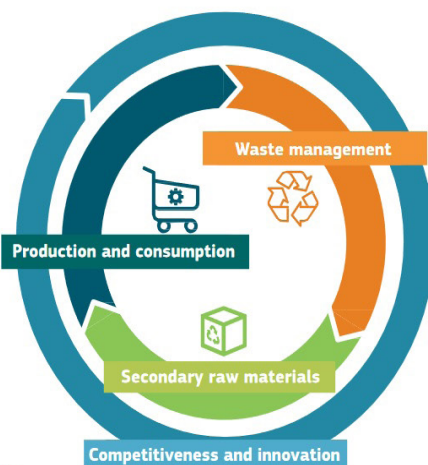 Waste management
Production and consumption
Secondary raw materials
Competitiveness and innovation